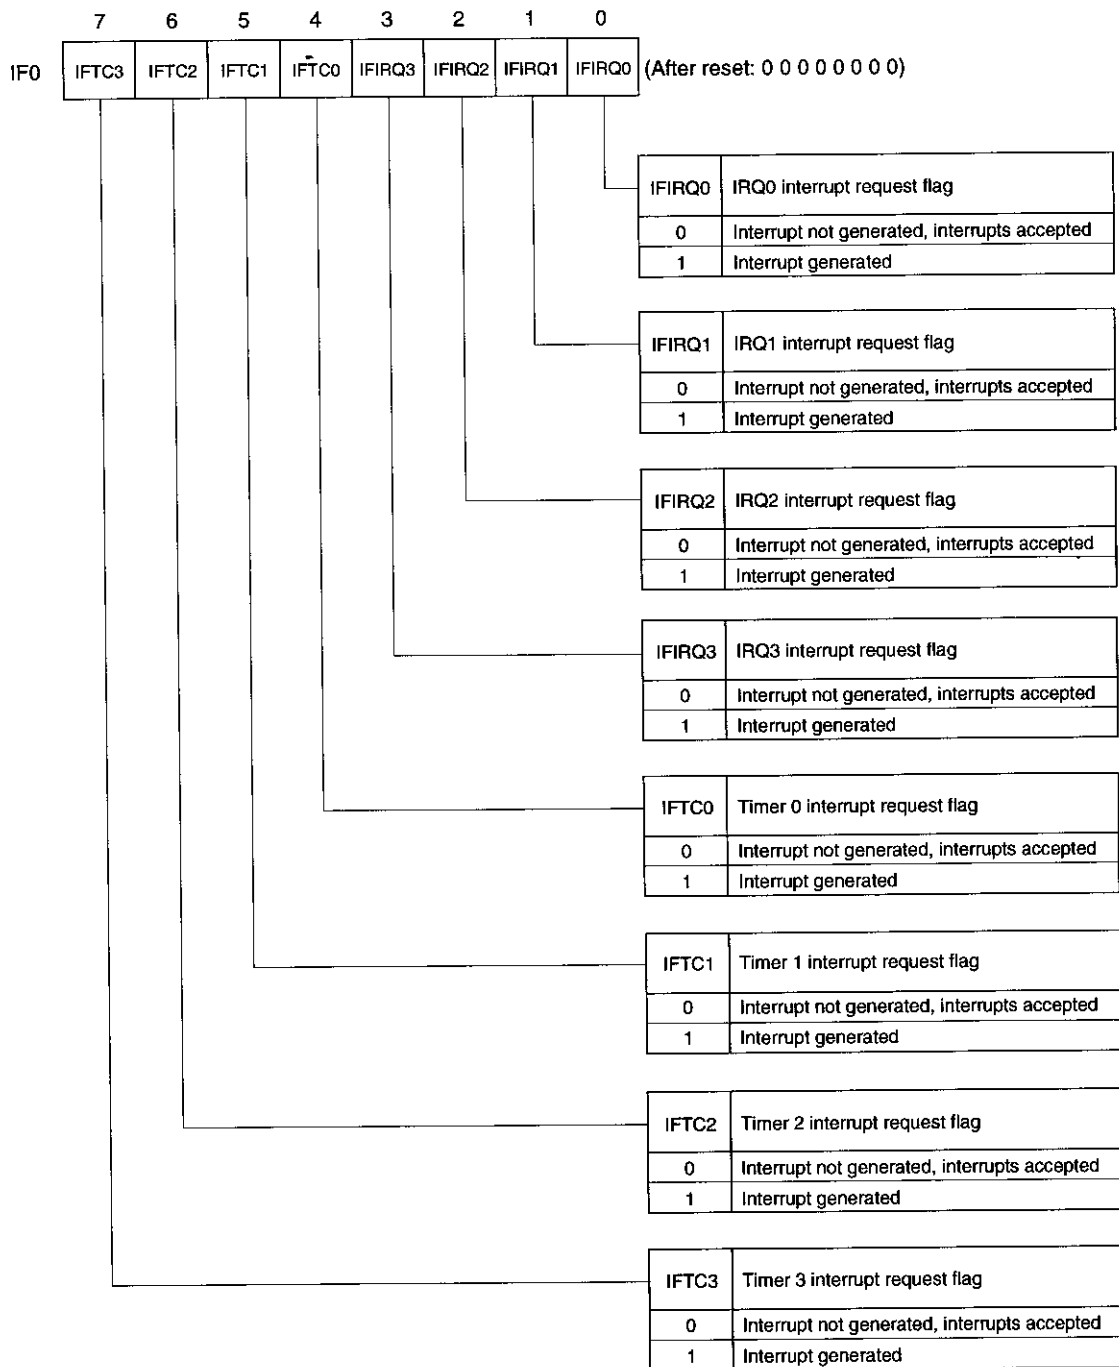 7 6 5 4 3 2 1 0
IF0 IFTC3 IFTC2 IFTC1 IFTC0 IFIRQ3 IFIRQ2 IFIRQ1 IFIRQ0 (After reset: 0 0 0 0 0 0 0 0)
IFIRQ0 IRQ0 interrupt request flag
0 Interrupt not generated, interrupts accepted
1 Interrupt generated
IFIRQ1 IRQ1 interrupt request flag
0 Interrupt not generated, interrupts accepted
1 Interrupt generated
IFIRQ2 IRQ2 interrupt request flag
0 Interrupt not generated, interrupts accepted
1 Interrupt generated
IFIRQ3 IRQ3 interrupt request flag
0 Interrupt not generated, interrupts accepted
1 Interrupt generated
IFTC0 Timer 0 interrupt request flag
0 Interrupt not generated, interrupts accepted
1 Interrupt generated
IFTC1 Timer 1 interrupt request flag
0 Interrupt not generated, interrupts accepted
1 Interrupt generated
IFTC2 Timer 2 interrupt request flag
0 Interrupt not generated, interrupts accepted
1 Interrupt generated
IFTC3 Timer 3 interrupt request flag
0 Interrupt not generated, interrupts accepted
1 Interrupt generated